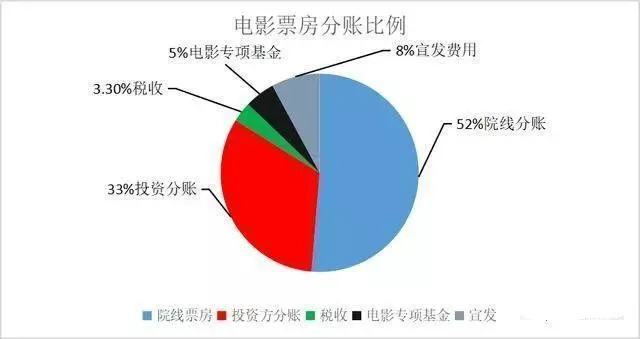 电影票房分账比例
5%电影专项基金
8%宣发费用
3.30%税收
52%院线分账
33%投资分账
院线票房 投资方分账 税收 电影专项基金 宣发